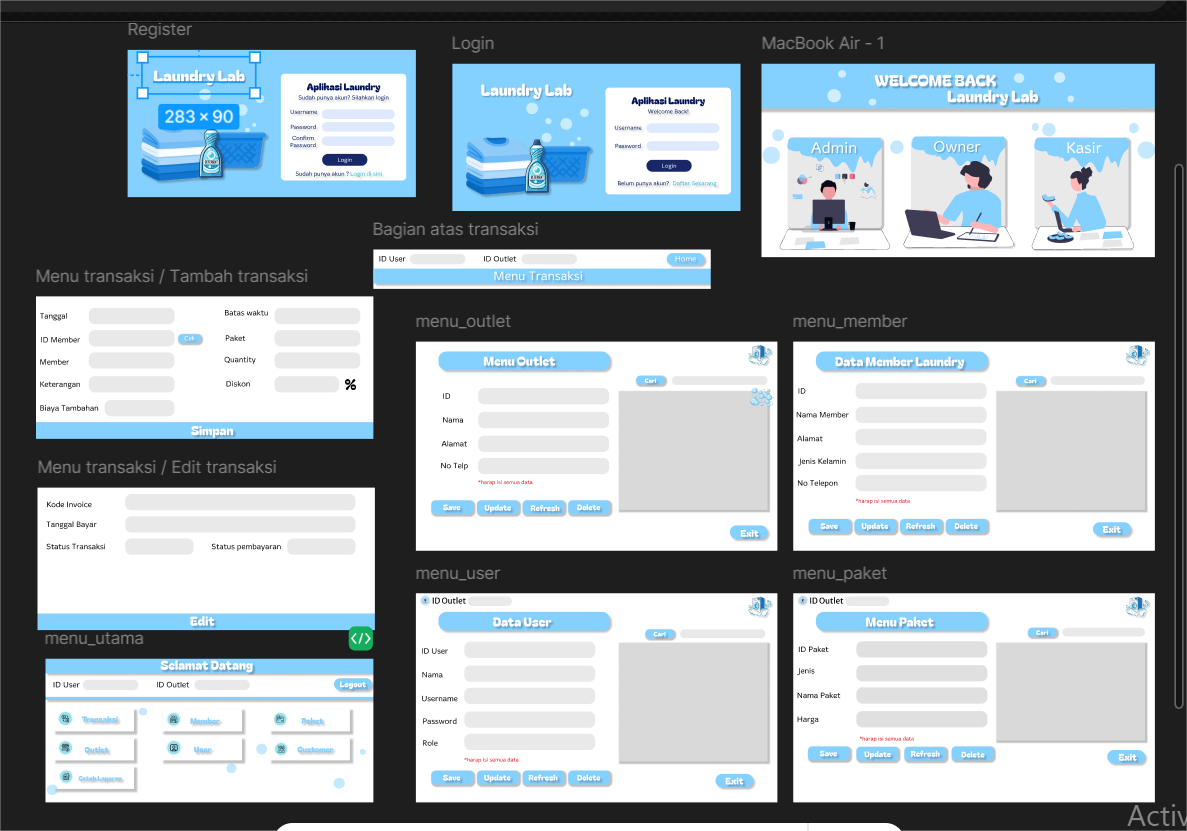 Register
Laundry Lab
283 × 90
Aplikasi Laundry
Sudah punya akun? Silahkan login
Username
Password
Confirm
Password
Login
Sudah punya akun ? Login di sini
Login
Laundry Lab
Aplikasi Laundry
Welcome Back!
Username
Password
Login
Belum punya akun? Daftar Sekarang
MacBook Air - 1
WELCOME BACK
Laundry Lab
Admin
Owner
Kasir
Bagian atas transaksi
ID User
ID Outlet
Home
Menu Transaksi
Menu transaksi / Tambah transaksi
Tanggal
Batas waktu
ID Member
Cek
Paket
Member
Quantity
Keterangan
Diskon
%
Biaya Tambahan
Simpan
menu_outlet
Menu Outlet
Cari
ID
Nama
Alamat
No Telp
*harap isi semua data
Save
Update
Refresh
Delete
Exit
menu_member
Data Member Laundry
Cari
ID
Nama Member
Alamat
Jenis Kelamin
No Telepon
*harap isi semua data
Save
Update
Refresh
Delete
Exit
Menu transaksi / Edit transaksi
Kode Invoice
Tanggal Bayar
Status Transaksi
Status pembayaran
Edit
menu_utama
</>
Selamat Datang
ID User
ID Outlet
Logout
Transaksi
Member
Paket
Outlet
User
Customer
Cetak Laporan
menu_user
ID Outlet
Data User
Cari
ID User
Nama
Username
Password
Role
*harap isi semua data
Save
Update
Refresh
Delete
Exit
menu_paket
ID Outlet
Menu Paket
Cari
ID Paket
Jenis
Nama Paket
Harga
*harap isi semua data
Save
Update
Refresh
Delete
Exit
Activ